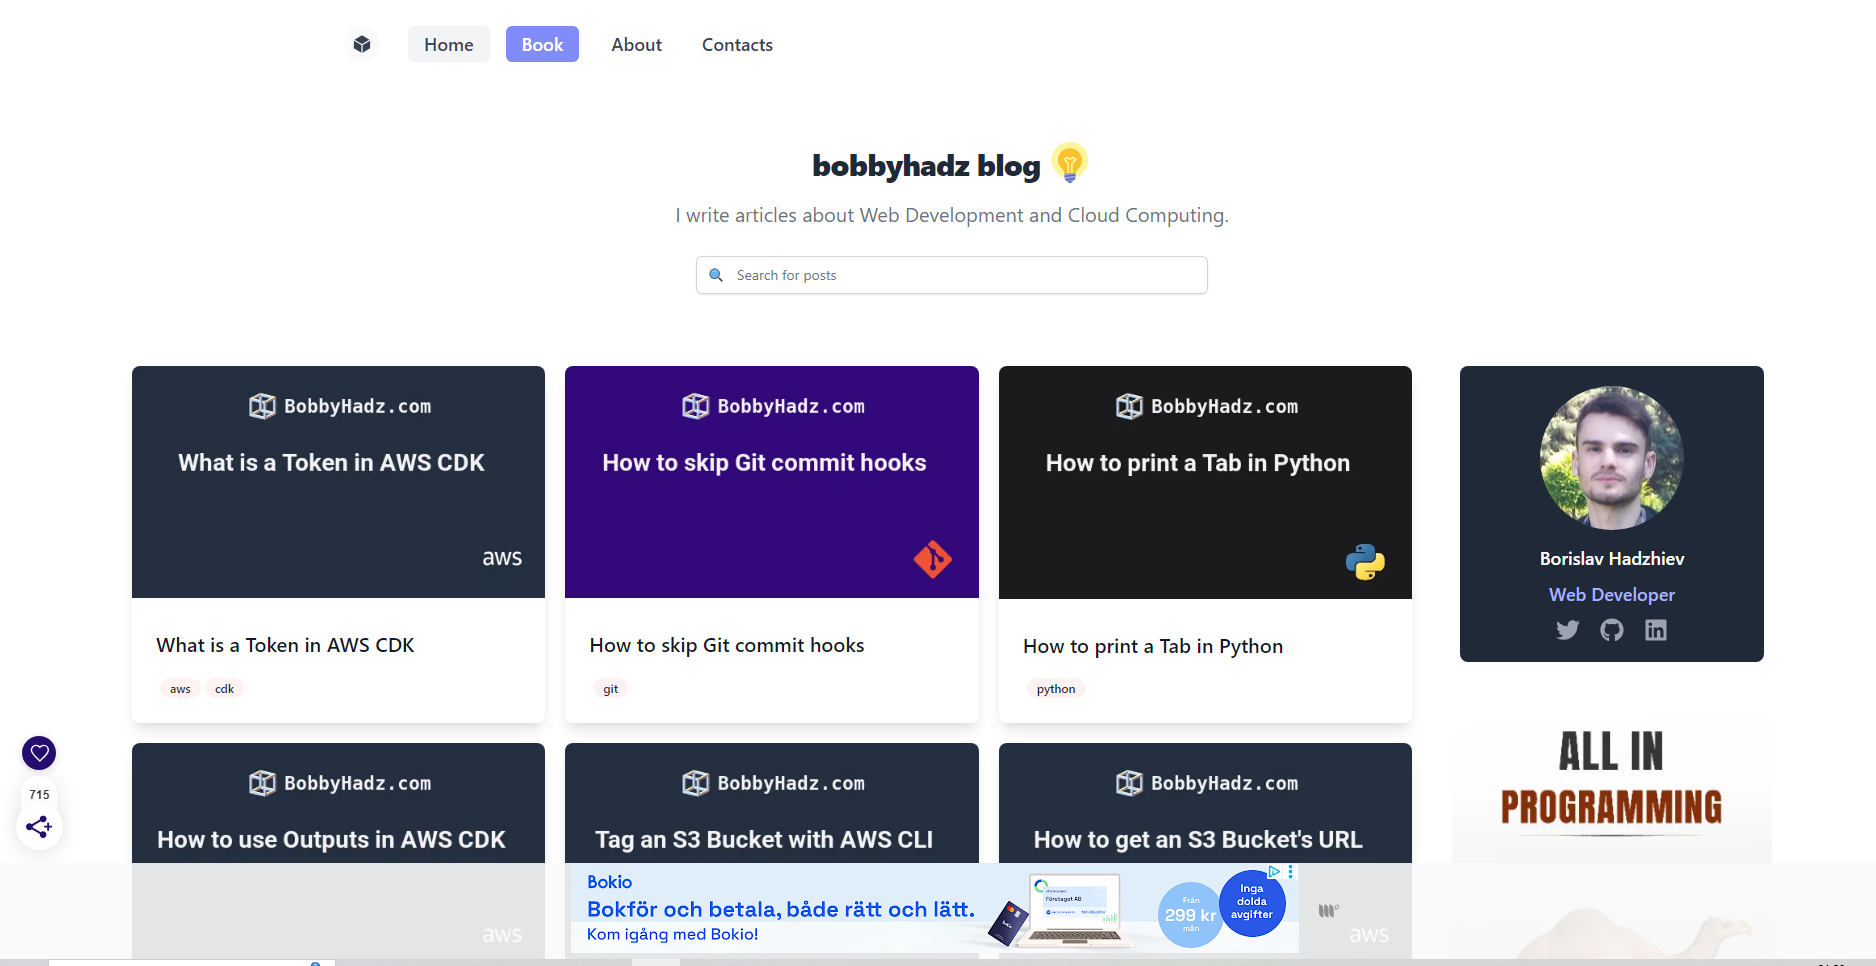 Home
Book
About
Contacts
bobbyhadz blog
I write articles about Web Development and Cloud Computing.
Search for posts
BobbyHadz.com
What is a Token in AWS CDK
aws
What is a Token in AWS CDK
aws
cdk
BobbyHadz.com
How to skip Git commit hooks
How to skip Git commit hooks
git
BobbyHadz.com
How to print a Tab in Python
How to print a Tab in Python
python
Borislav Hadzhiev
Web Developer
715
BobbyHadz.com
How to use Outputs in AWS CDK
aws
BobbyHadz.com
Tag an S3 Bucket with AWS CLI
BobbyHadz.com
How to get an S3 Bucket's URL
aws
ALL IN
PROGRAMMING
Bokio
Bokför och betala, både rätt och lätt.
Kom igång med Bokio!
Företaget AB
Från
299 kr
mån
Inga
dolda
avgifter